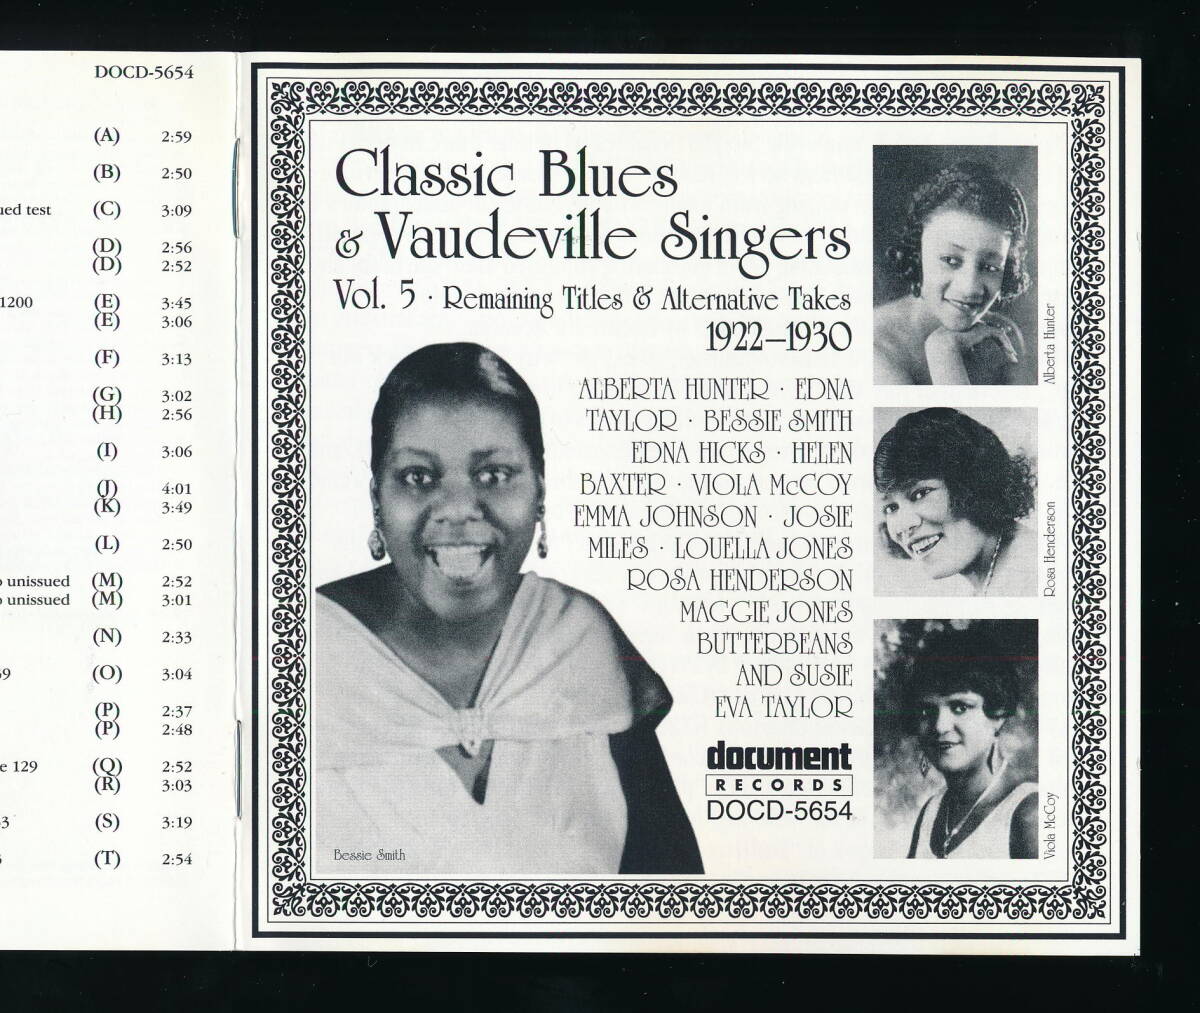 DOCD-5654
(A) 2:59
(B) 2:50
ued test (C) 3:09
(D) 2:56
(D) 2:52
1200 (E) 3:45
(E) 3:06
(F) 3:13
(G) 3:02
(H) 2:56
(I) 3:06
(J) 4:01
(K) 3:49
(L) 2:50
o unissued (M) 2:52
o unissued (M) 3:01
(N) 2:33
59 (O) 3:04
(P) 2:37
(P) 2:48
e 129 (Q) 2:52
(R) 3:03
(S) 3:19
(T) 2:54
Classic Blues
& Vaudeville Singers
Vol. 5 · Remaining Titles & Alternative Takes
1922–1930
ALBERTA HUNTER · EDNA
TAYLOR · BESSIE SMITH
EDNA HICKS · HELEN
BAXTER · VIOLA McCOY
EMMA JOHNSON · JOSIE
MILES · LOUELLA JONES
ROSA HENDERSON
MAGGIE JONES
BUTTERBEANS
AND SUSIE
EVA TAYLOR
document
RECORDS
DOCD-5654
Bessie Smith
Alberta Hunter
Rosa Henderson
Viola McCoy